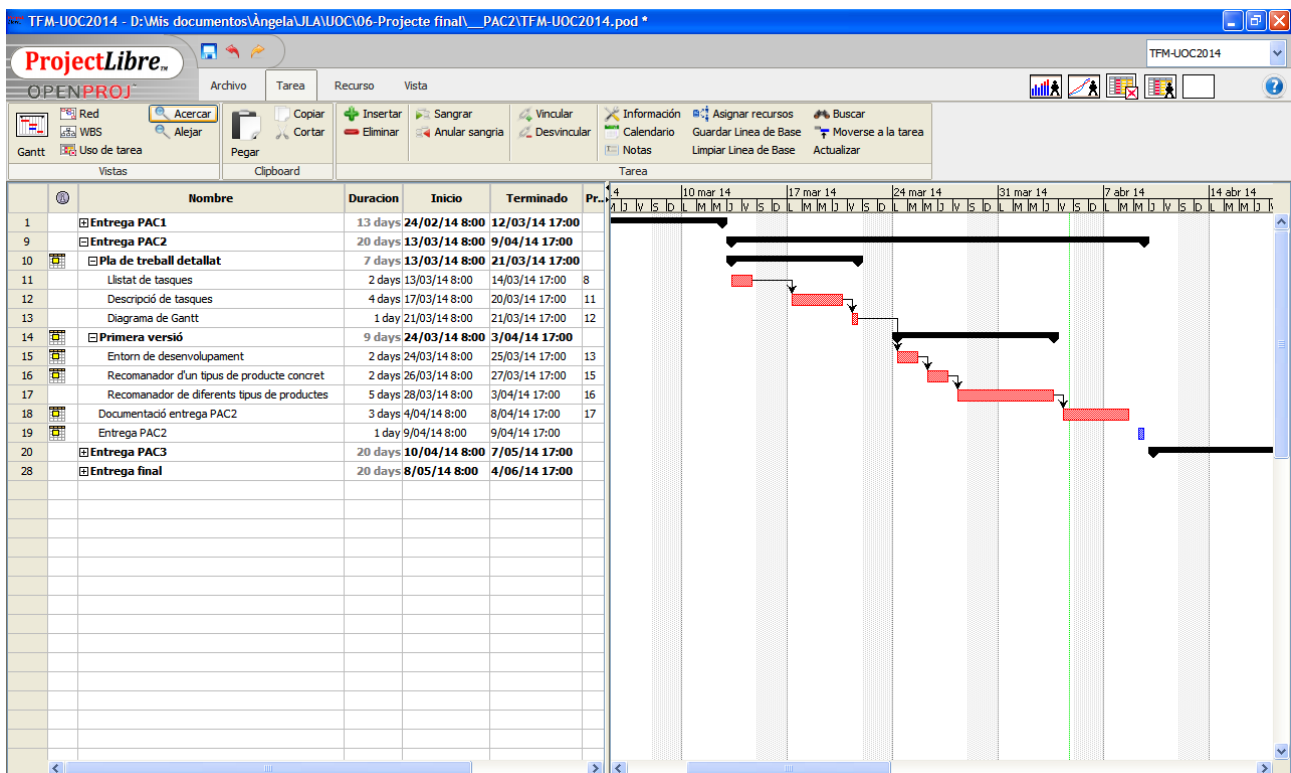 TFM-UOC2014 - D:\Mis documentos\Àngela\JLA\UOC\06-Projecte final\__PAC2\TFM-UOC2014.pod *
ProjectLibre™
OPENPROJ
TFM-UOC2014
Archivo Tarea Recurso Vista
Gantt
Red
WBS
Uso de tarea
Acercar
Alejar
Vistas
Pegar
Copiar
Cortar
Clipboard
Insertar
Eliminar
Sangrar
Anular sangria
Vincular
Desvincular
Información
Calendario
Notas
Asignar recursos
Guardar Linea de Base
Limpiar Linea de Base
Buscar
Moverse a la tarea
Actualizar
Tarea
Nombre Duracion Inicio Terminado Pr...
1 Entrega PAC1 13 days 24/02/14 8:00 12/03/14 17:00
9 Entrega PAC2 20 days 13/03/14 8:00 9/04/14 17:00
10 Pla de treball detallat 7 days 13/03/14 8:00 21/03/14 17:00
11 Llistat de tasques 2 days 13/03/14 8:00 14/03/14 17:00 8
12 Descripció de tasques 4 days 17/03/14 8:00 20/03/14 17:00 11
13 Diagrama de Gantt 1 day 21/03/14 8:00 21/03/14 17:00 12
14 Primera versió 9 days 24/03/14 8:00 3/04/14 17:00
15 Entorn de desenvolupament 2 days 24/03/14 8:00 25/03/14 17:00 13
16 Recomanador d'un tipus de producte concret 2 days 26/03/14 8:00 27/03/14 17:00 15
17 Recomanador de diferents tipus de productes 5 days 28/03/14 8:00 3/04/14 17:00 16
18 Documentació entrega PAC2 3 days 4/04/14 8:00 8/04/14 17:00 17
19 Entrega PAC2 1 day 9/04/14 8:00 9/04/14 17:00
20 Entrega PAC3 20 days 10/04/14 8:00 7/05/14 17:00
28 Entrega final 20 days 8/05/14 8:00 4/06/14 17:00
10 mar 14 17 mar 14 24 mar 14 31 mar 14 7 abr 14 14 abr 14
J V S D L M M J V S D L M M J V S D L M M J V S D L M M J V S D L M M J V S D L M M J